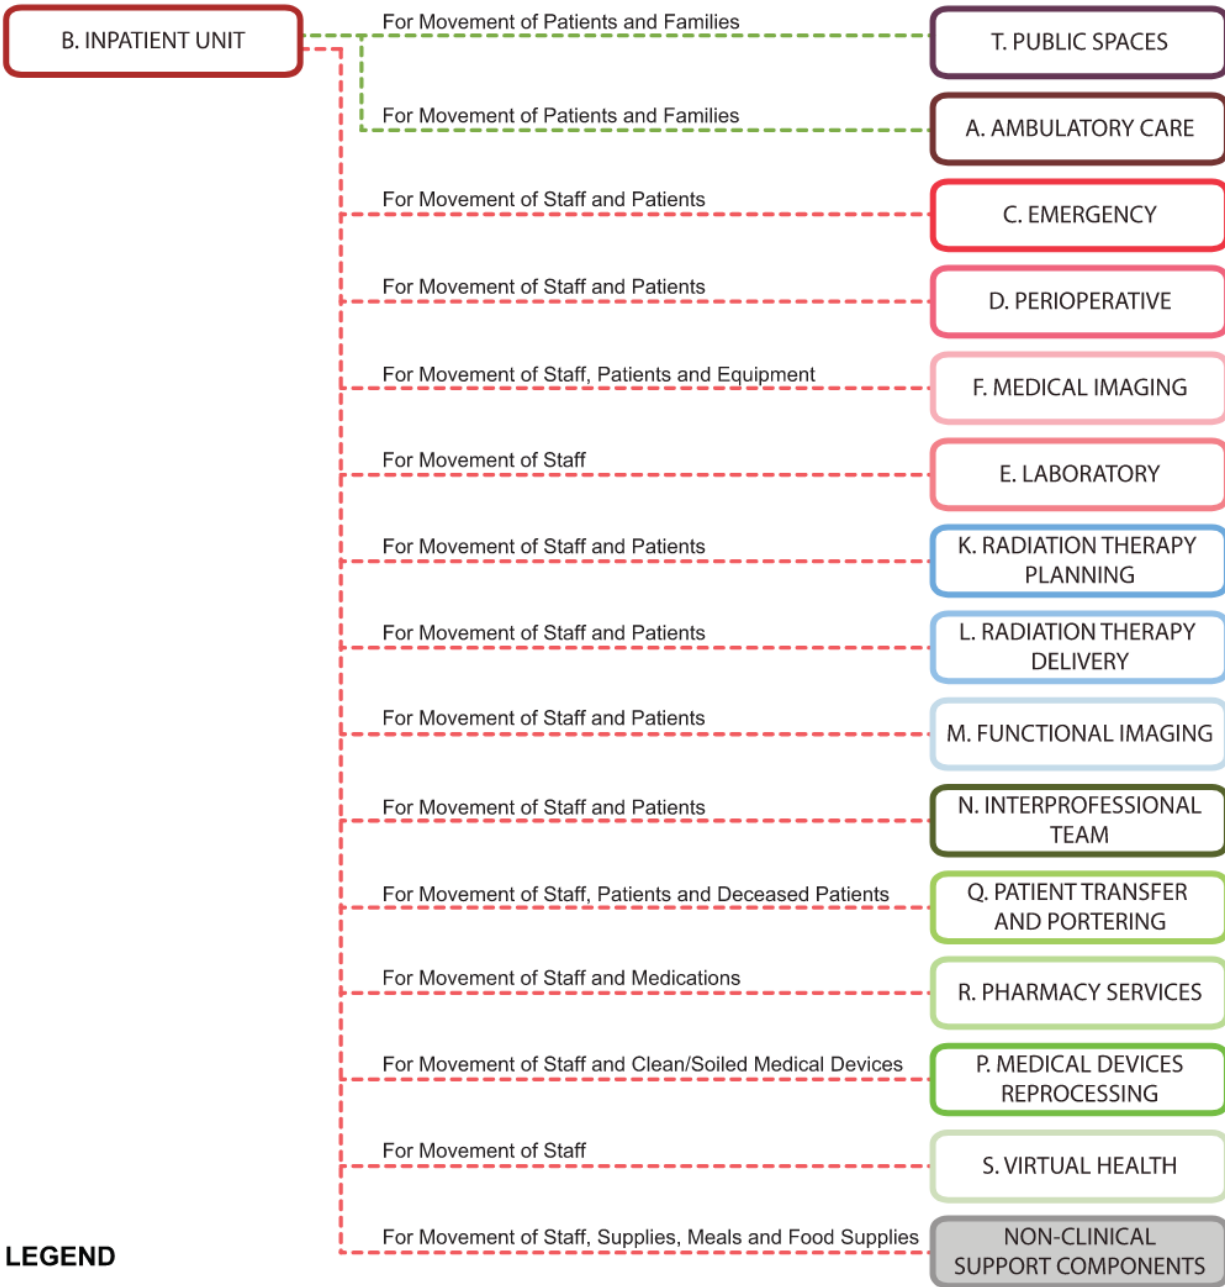 B. INPATIENT UNIT
For Movement of Patients and Families
T. PUBLIC SPACES
For Movement of Patients and Families
A. AMBULATORY CARE
For Movement of Staff and Patients
C. EMERGENCY
For Movement of Staff and Patients
D. PERIOPERATIVE
For Movement of Staff, Patients and Equipment
F. MEDICAL IMAGING
For Movement of Staff
E. LABORATORY
For Movement of Staff and Patients
K. RADIATION THERAPY
PLANNING
For Movement of Staff and Patients
L. RADIATION THERAPY
DELIVERY
For Movement of Staff and Patients
M. FUNCTIONAL IMAGING
For Movement of Staff and Patients
N. INTERPROFESSIONAL
TEAM
For Movement of Staff, Patients and Deceased Patients
Q. PATIENT TRANSFER
AND PORTERING
For Movement of Staff and Medications
R. PHARMACY SERVICES
For Movement of Staff and Clean/Soiled Medical Devices
P. MEDICAL DEVICES
REPROCESSING
For Movement of Staff
S. VIRTUAL HEALTH
For Movement of Staff, Supplies, Meals and Food Supplies
NON-CLINICAL
SUPPORT COMPONENTS
LEGEND